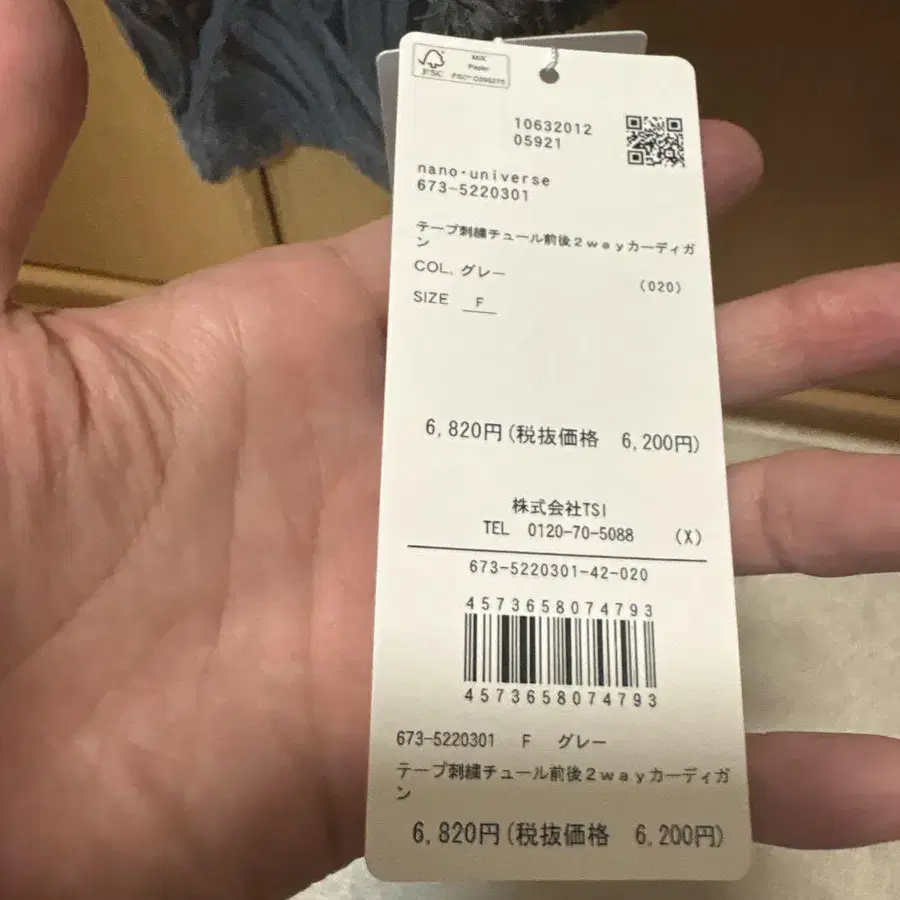 FSC
MIX
Paper
10632012
05921
nano・universe
673-5220301
テープ刺繍チュール前後2wayカーディガ
ン
COL. グレー
(020)
SIZE F
6,820円(税抜価格 6,200円)
株式会社TSI
TEL 0120-70-5088 (X)
673-5220301-42-020
4573658074793
4573658074793
673-5220301 F グレー
テープ刺繍チュール前後2wayカーディガ
ン
6,820円(税抜価格 6,200円)